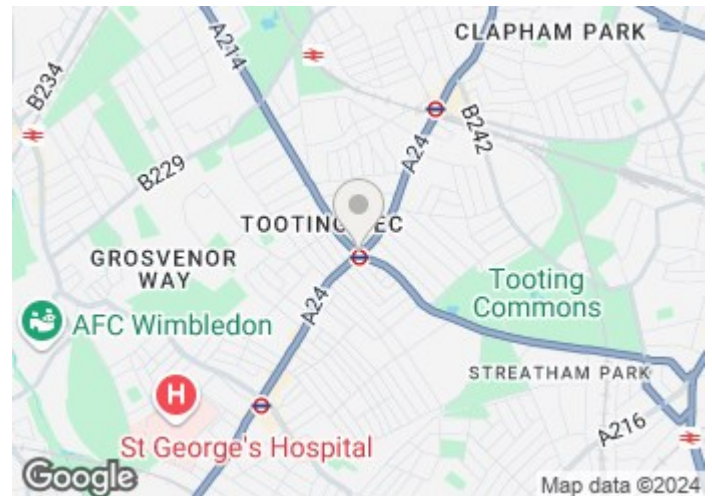 CLAPHAM PARK
A214
B234
B242
A24
B229
TOOTING BEC
GROSVENOR
WAY
A24
Tooting
Commons
AFC Wimbledon
STREATHAM PARK
H
A216
St George's Hospital
Google
Map data ©2024